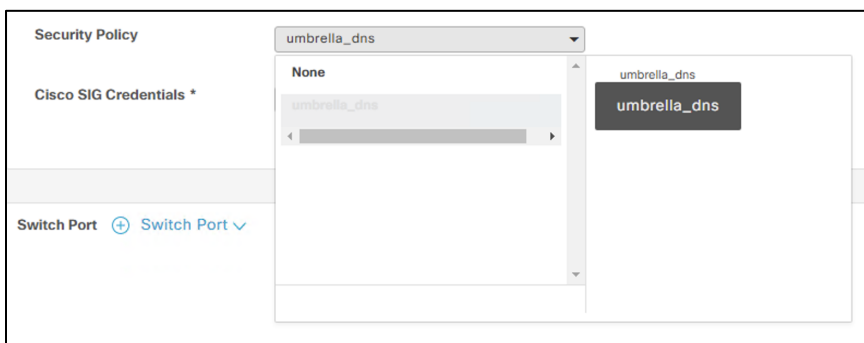 Security Policy
umbrella_dns
None
umbrella_dns
umbrella_dns
umbrella_dns
Cisco SIG Credentials *
Switch Port
Switch Port